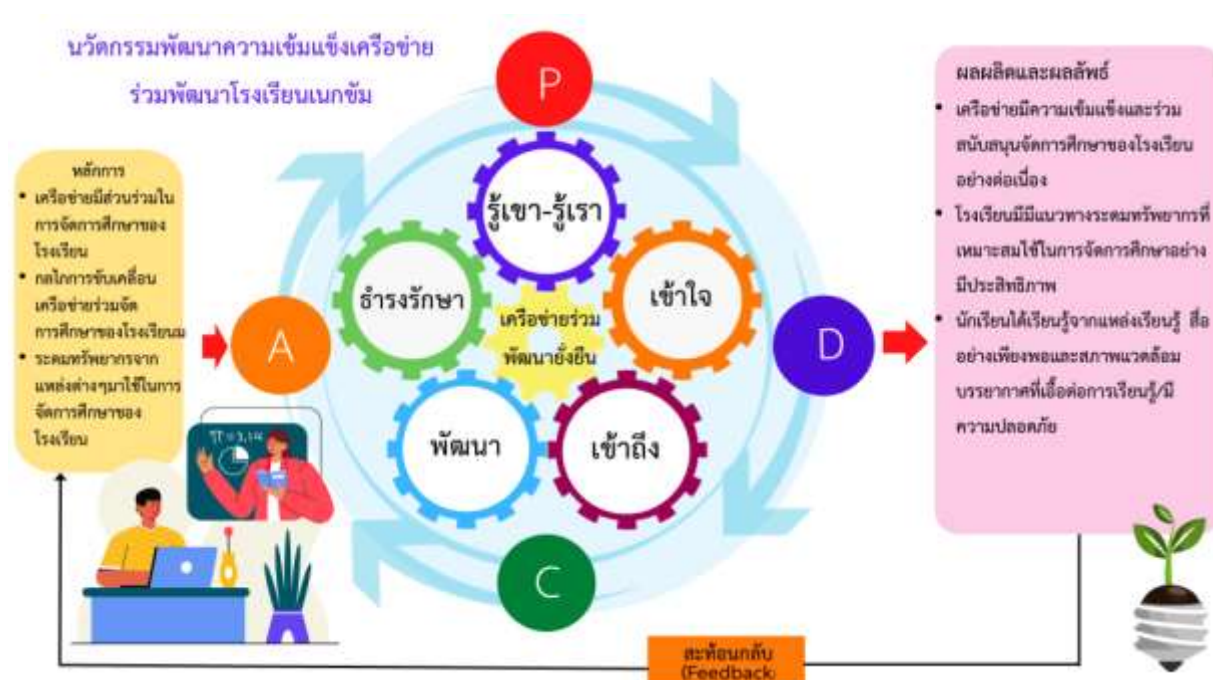 นวัตกรรมพัฒนาความเข้มแข็งเครือข่าย
ร่วมพัฒนาโรงเรียนเนกขัม
หลักการ
• เครือข่ายมีส่วนร่วมใน
การจัดการศึกษาของ
โรงเรียน
• กลไกการขับเคลื่อน
เครือข่ายร่วมจัด
การศึกษาของโรงเรียนม
• ระดมทรัพยากรจาก
แหล่งต่างๆมาใช้ในการ
จัดการศึกษาของ
โรงเรียน
π = 3,14
P
รู้เขา-รู้เรา
ธำรงรักษา
เข้าใจ
A
เครือข่ายร่วม
พัฒนายั่งยืน
D
พัฒนา
เข้าถึง
C
ผลผลิตและผลลัพธ์
• เครือข่ายมีความเข้มแข็งและร่วม
สนับสนุนจัดการศึกษาของโรงเรียน
อย่างต่อเนื่อง
• โรงเรียนมีมีแนวทางระดมทรัพยากรที่
เหมาะสมใช้ในการจัดการศึกษาอย่าง
มีประสิทธิภาพ
• นักเรียนได้เรียนรู้จากแหล่งเรียนรู้ สื่อ
อย่างเพียงพอและสภาพแวดล้อม
บรรยากาศที่เอื้อต่อการเรียนรู้/มี
ความปลอดภัย
สะท้อนกลับ
(Feedback